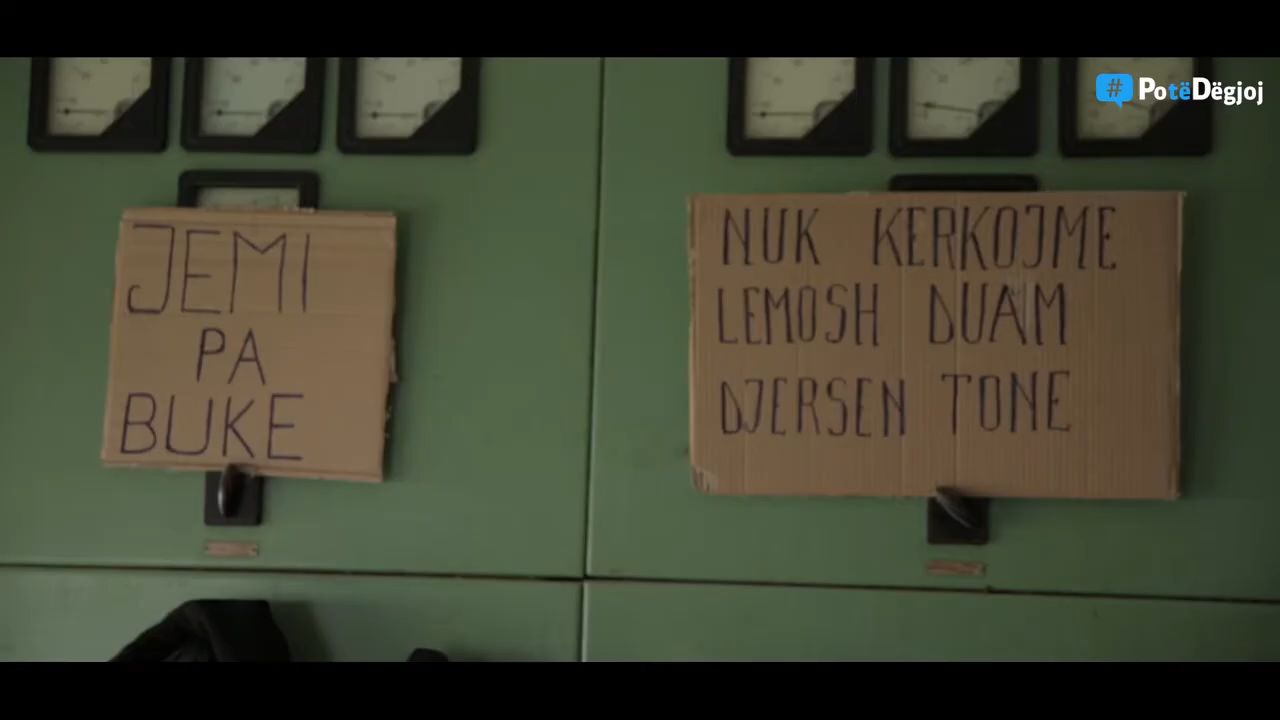 #PotëDëgjoj
JEMI
PA
BUKE
NUK KERKOJME
LEMOSH DUAM
DJERSEN TONE